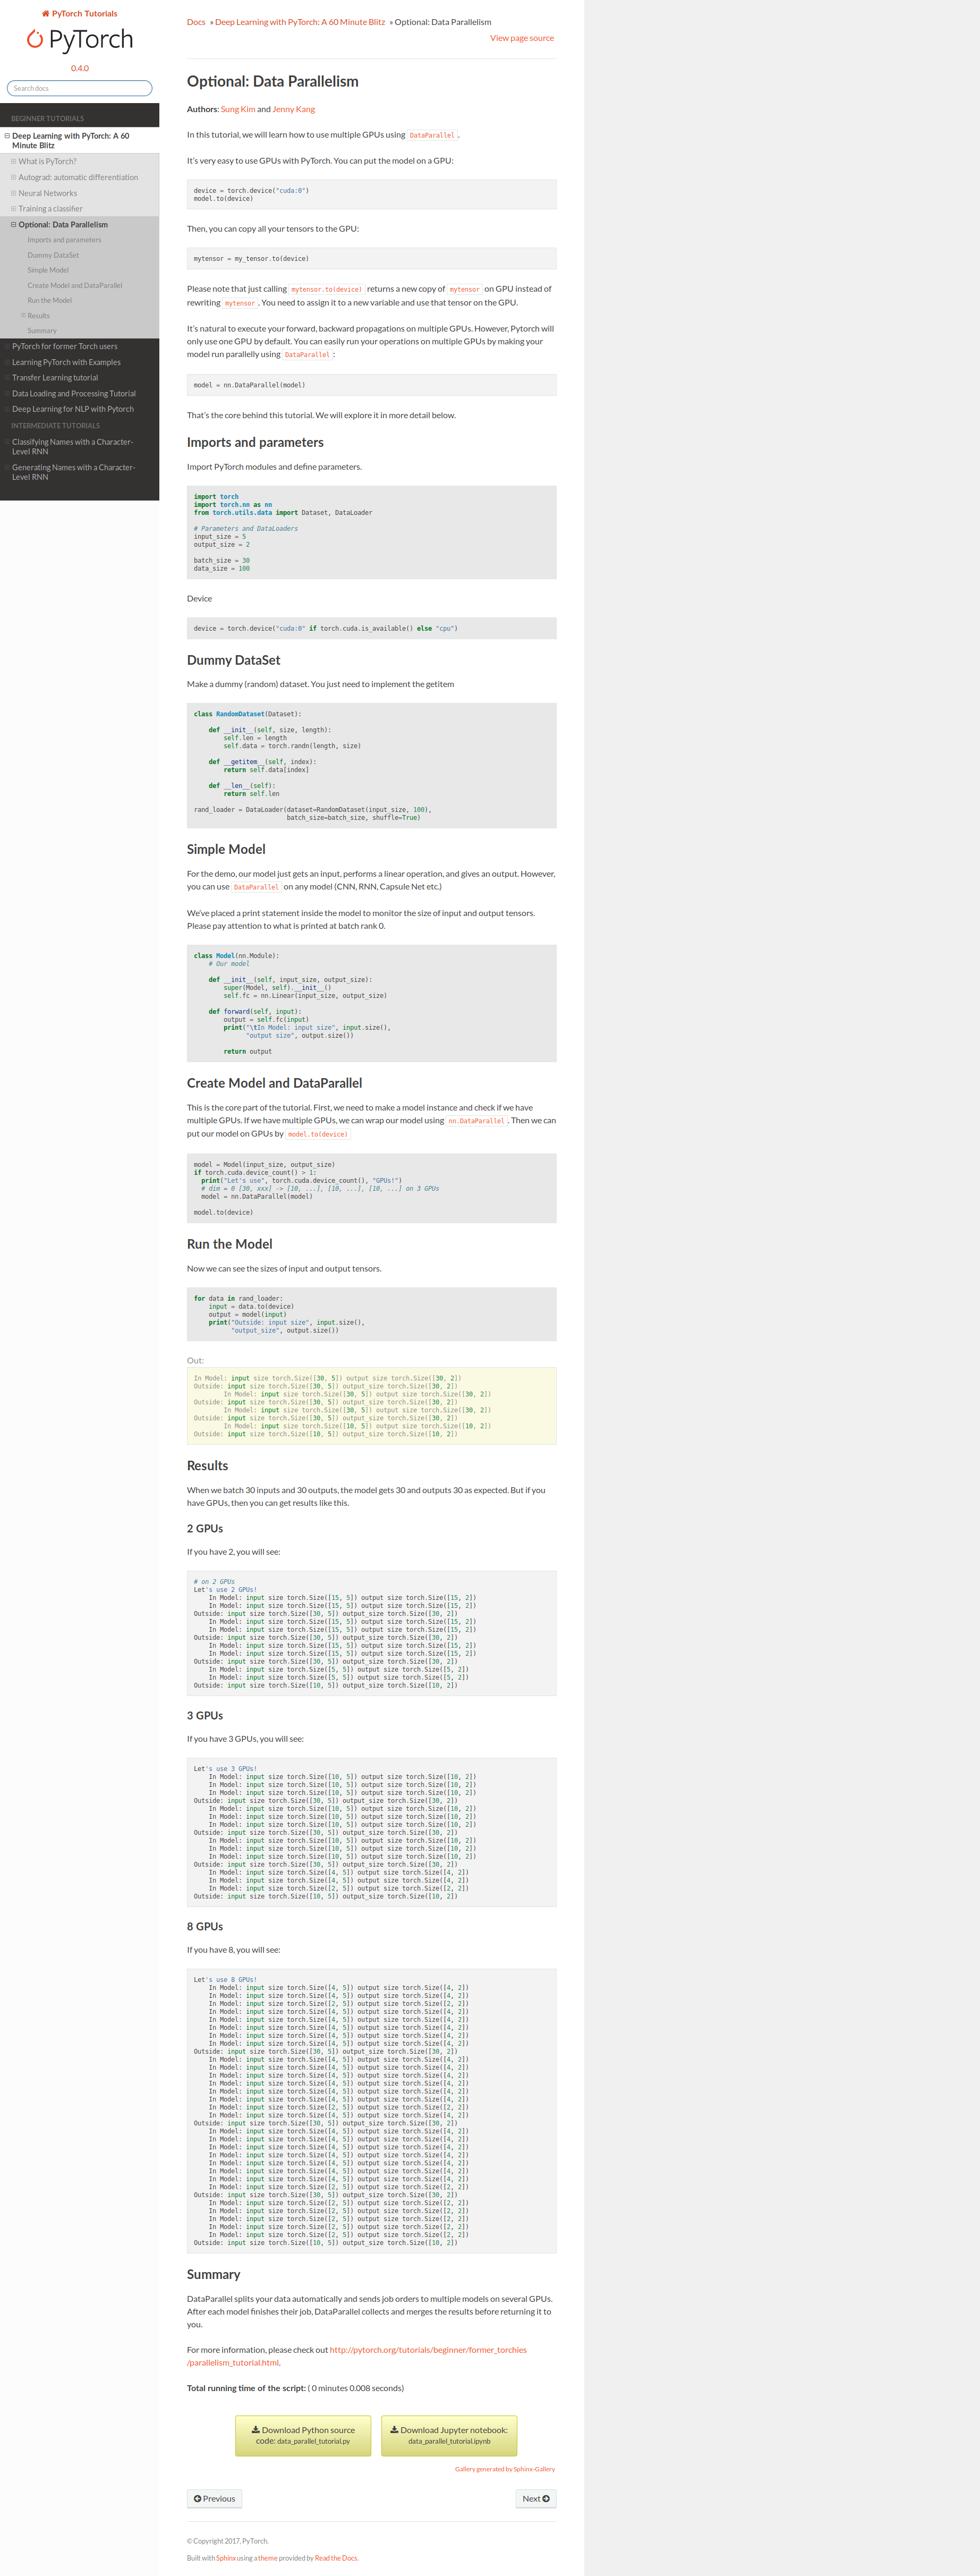 PyTorch Tutorials
PyTorch
0.4.0
Search docs
BEGINNER TUTORIALS
Deep Learning with PyTorch: A 60
Minute Blitz
What is PyTorch?
Autograd: automatic differentiation
Neural Networks
Training a classifier
Optional: Data Parallelism
Imports and parameters
Dummy DataSet
Simple Model
Create Model and DataParallel
Run the Model
Results
Summary
PyTorch for former Torch users
Learning PyTorch with Examples
Transfer Learning tutorial
Data Loading and Processing Tutorial
Deep Learning for NLP with Pytorch
INTERMEDIATE TUTORIALS
Classifying Names with a Character-
Level RNN
Generating Names with a Character-
Level RNN
Docs » Deep Learning with PyTorch: A 60 Minute Blitz » Optional: Data Parallelism
View page source
Optional: Data Parallelism
Authors: Sung Kim and Jenny Kang
In this tutorial, we will learn how to use multiple GPUs using DataParallel.
It's very easy to use GPUs with PyTorch. You can put the model on a GPU:
device = torch.device("cuda:0")
model.to(device)
Then, you can copy all your tensors to the GPU:
mytensor = my_tensor.to(device)
Please note that just calling mytensor.to(device) returns a new copy of mytensor on GPU instead of
rewriting mytensor. You need to assign it to a new variable and use that tensor on the GPU.
It's natural to execute your forward, backward propagations on multiple GPUs. However, Pytorch will
only use one GPU by default. You can easily run your operations on multiple GPUs by making your
model run parallelly using DataParallel:
model = nn.DataParallel(model)
That's the core behind this tutorial. We will explore it in more detail below.
Imports and parameters
Import PyTorch modules and define parameters.
import torch
import torch.nn as nn
from torch.utils.data import Dataset, DataLoader
# Parameters and DataLoaders
input_size = 5
output_size = 2
batch_size = 30
data_size = 100
Device
device = torch.device("cuda:0" if torch.cuda.is_available() else "cpu")
Dummy DataSet
Make a dummy (random) dataset. You just need to implement the getitem
class RandomDataset(Dataset):
def __init__(self, size, length):
self.len = length
self.data = torch.randn(length, size)
def __getitem__(self, index):
return self.data[index]
def __len__(self):
return self.len
rand_loader = DataLoader(dataset=RandomDataset(input_size, 100),
batch_size=batch_size, shuffle=True)
Simple Model
For the demo, our model just gets an input, performs a linear operation, and gives an output. However,
you can use DataParallel on any model (CNN, RNN, Capsule Net etc.)
We've placed a print statement inside the model to monitor the size of input and output tensors.
Please pay attention to what is printed at batch rank 0.
class Model(nn.Module):
# Our model
def __init__(self, input_size, output_size):
super(Model, self).__init__()
self.fc = nn.Linear(input_size, output_size)
def forward(self, input):
output = self.fc(input)
print("\tIn Model: input size", input.size(),
"output size", output.size())
return output
Create Model and DataParallel
This is the core part of the tutorial. First, we need to make a model instance and check if we have
multiple GPUs. If we have multiple GPUs, we can wrap our model using nn.DataParallel. Then we can
put our model on GPUs by model.to(device)
model = Model(input_size, output_size)
if torch.cuda.device_count() > 1:
print("Let's use", torch.cuda.device_count(), "GPUs!")
# dim = 0 [30, xxx] -> [10, ...], [10, ...], [10, ...] on 3 GPUs
model = nn.DataParallel(model)
model.to(device)
Run the Model
Now we can see the sizes of input and output tensors.
for data in rand_loader:
input = data.to(device)
output = model(input)
print("Outside: input size", input.size(),
"output_size", output.size())
Out:
In Model: input size torch.Size([30, 5]) output size torch.Size([30, 2])
Outside: input size torch.Size([30, 5]) output_size torch.Size([30, 2])
In Model: input size torch.Size([30, 5]) output size torch.Size([30, 2])
Outside: input size torch.Size([30, 5]) output_size torch.Size([30, 2])
In Model: input size torch.Size([30, 5]) output size torch.Size([30, 2])
Outside: input size torch.Size([30, 5]) output_size torch.Size([30, 2])
In Model: input size torch.Size([10, 5]) output size torch.Size([10, 2])
Outside: input size torch.Size([10, 5]) output_size torch.Size([10, 2])
Results
When we batch 30 inputs and 30 outputs, the model gets 30 and outputs 30 as expected. But if you
have GPUs, then you can get results like this.
2 GPUs
If you have 2, you will see:
# on 2 GPUs
Let's use 2 GPUs!
In Model: input size torch.Size([15, 5]) output size torch.Size([15, 2])
In Model: input size torch.Size([15, 5]) output size torch.Size([15, 2])
Outside: input size torch.Size([30, 5]) output_size torch.Size([30, 2])
In Model: input size torch.Size([15, 5]) output size torch.Size([15, 2])
In Model: input size torch.Size([15, 5]) output size torch.Size([15, 2])
Outside: input size torch.Size([30, 5]) output_size torch.Size([30, 2])
In Model: input size torch.Size([15, 5]) output size torch.Size([15, 2])
In Model: input size torch.Size([15, 5]) output size torch.Size([15, 2])
Outside: input size torch.Size([30, 5]) output_size torch.Size([30, 2])
In Model: input size torch.Size([5, 5]) output size torch.Size([5, 2])
In Model: input size torch.Size([5, 5]) output size torch.Size([5, 2])
Outside: input size torch.Size([10, 5]) output_size torch.Size([10, 2])
3 GPUs
If you have 3 GPUs, you will see:
Let's use 3 GPUs!
In Model: input size torch.Size([10, 5]) output size torch.Size([10, 2])
In Model: input size torch.Size([10, 5]) output size torch.Size([10, 2])
In Model: input size torch.Size([10, 5]) output size torch.Size([10, 2])
Outside: input size torch.Size([30, 5]) output_size torch.Size([30, 2])
In Model: input size torch.Size([10, 5]) output size torch.Size([10, 2])
In Model: input size torch.Size([10, 5]) output size torch.Size([10, 2])
In Model: input size torch.Size([10, 5]) output size torch.Size([10, 2])
Outside: input size torch.Size([30, 5]) output_size torch.Size([30, 2])
In Model: input size torch.Size([10, 5]) output size torch.Size([10, 2])
In Model: input size torch.Size([10, 5]) output size torch.Size([10, 2])
In Model: input size torch.Size([10, 5]) output size torch.Size([10, 2])
Outside: input size torch.Size([30, 5]) output_size torch.Size([30, 2])
In Model: input size torch.Size([4, 5]) output size torch.Size([4, 2])
In Model: input size torch.Size([4, 5]) output size torch.Size([4, 2])
In Model: input size torch.Size([2, 5]) output size torch.Size([2, 2])
Outside: input size torch.Size([10, 5]) output_size torch.Size([10, 2])
8 GPUs
If you have 8, you will see:
Let's use 8 GPUs!
In Model: input size torch.Size([4, 5]) output size torch.Size([4, 2])
In Model: input size torch.Size([4, 5]) output size torch.Size([4, 2])
In Model: input size torch.Size([2, 5]) output size torch.Size([2, 2])
In Model: input size torch.Size([4, 5]) output size torch.Size([4, 2])
In Model: input size torch.Size([4, 5]) output size torch.Size([4, 2])
In Model: input size torch.Size([4, 5]) output size torch.Size([4, 2])
In Model: input size torch.Size([4, 5]) output size torch.Size([4, 2])
In Model: input size torch.Size([4, 5]) output size torch.Size([4, 2])
Outside: input size torch.Size([30, 5]) output_size torch.Size([30, 2])
In Model: input size torch.Size([4, 5]) output size torch.Size([4, 2])
In Model: input size torch.Size([4, 5]) output size torch.Size([4, 2])
In Model: input size torch.Size([4, 5]) output size torch.Size([4, 2])
In Model: input size torch.Size([4, 5]) output size torch.Size([4, 2])
In Model: input size torch.Size([4, 5]) output size torch.Size([4, 2])
In Model: input size torch.Size([4, 5]) output size torch.Size([4, 2])
In Model: input size torch.Size([2, 5]) output size torch.Size([2, 2])
In Model: input size torch.Size([4, 5]) output size torch.Size([4, 2])
Outside: input size torch.Size([30, 5]) output_size torch.Size([30, 2])
In Model: input size torch.Size([4, 5]) output size torch.Size([4, 2])
In Model: input size torch.Size([4, 5]) output size torch.Size([4, 2])
In Model: input size torch.Size([4, 5]) output size torch.Size([4, 2])
In Model: input size torch.Size([4, 5]) output size torch.Size([4, 2])
In Model: input size torch.Size([4, 5]) output size torch.Size([4, 2])
In Model: input size torch.Size([4, 5]) output size torch.Size([4, 2])
In Model: input size torch.Size([4, 5]) output size torch.Size([4, 2])
In Model: input size torch.Size([2, 5]) output size torch.Size([2, 2])
Outside: input size torch.Size([30, 5]) output_size torch.Size([30, 2])
In Model: input size torch.Size([2, 5]) output size torch.Size([2, 2])
In Model: input size torch.Size([2, 5]) output size torch.Size([2, 2])
In Model: input size torch.Size([2, 5]) output size torch.Size([2, 2])
In Model: input size torch.Size([2, 5]) output size torch.Size([2, 2])
In Model: input size torch.Size([2, 5]) output size torch.Size([2, 2])
Outside: input size torch.Size([10, 5]) output_size torch.Size([10, 2])
Summary
DataParallel splits your data automatically and sends job orders to multiple models on several GPUs.
After each model finishes their job, DataParallel collects and merges the results before returning it to
you.
For more information, please check out http://pytorch.org/tutorials/beginner/former_torchies
/parallelism_tutorial.html.
Total running time of the script: ( 0 minutes 0.008 seconds)
Download Python source
code: data_parallel_tutorial.py
Download Jupyter notebook:
data_parallel_tutorial.ipynb
Gallery generated by Sphinx-Gallery
Previous
Next
© Copyright 2017, PyTorch.
Built with Sphinx using a theme provided by Read the Docs.